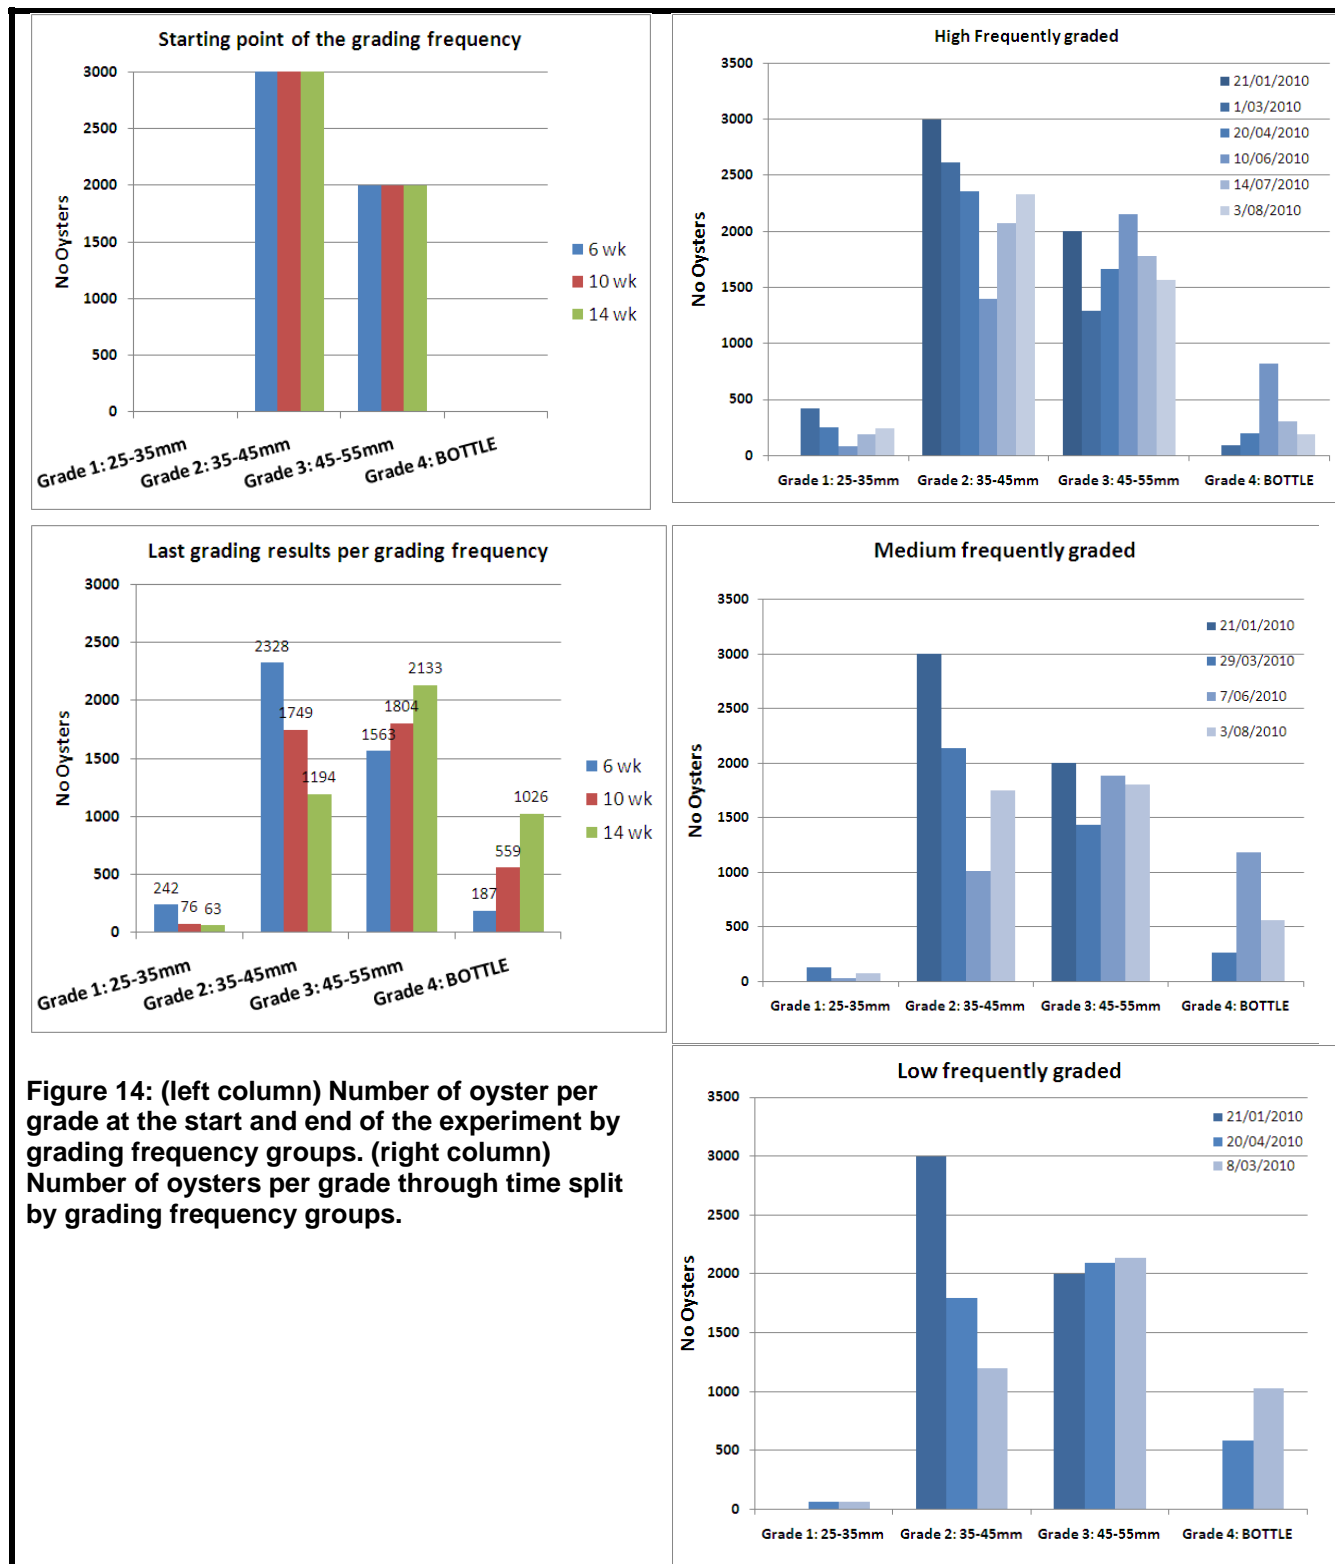 Starting point of the grading frequency
No Oysters
3000
2500
2000
1500
1000
500
0
Grade 1: 25-35mm
Grade 2: 35-45mm
Grade 3: 45-55mm
Grade 4: BOTTLE
6 wk
10 wk
14 wk
High Frequently graded
No Oysters
3500
3000
2500
2000
1500
1000
500
0
Grade 1: 25-35mm
Grade 2: 35-45mm
Grade 3: 45-55mm
Grade 4: BOTTLE
21/01/2010
1/03/2010
20/04/2010
10/06/2010
14/07/2010
3/08/2010
Last grading results per grading frequency
No Oysters
3000
2500
2000
1500
1000
500
0
242
76
63
2328
1749
1194
1563
1804
2133
187
559
1026
Grade 1: 25-35mm
Grade 2: 35-45mm
Grade 3: 45-55mm
Grade 4: BOTTLE
6 wk
10 wk
14 wk
Medium frequently graded
No Oysters
3500
3000
2500
2000
1500
1000
500
0
Grade 1: 25-35mm
Grade 2: 35-45mm
Grade 3: 45-55mm
Grade 4: BOTTLE
21/01/2010
29/03/2010
7/06/2010
3/08/2010
Figure 14: (left column) Number of oyster per
grade at the start and end of the experiment by
grading frequency groups. (right column)
Number of oysters per grade through time split
by grading frequency groups.
Low frequently graded
No Oysters
3500
3000
2500
2000
1500
1000
500
0
Grade 1: 25-35mm
Grade 2: 35-45mm
Grade 3: 45-55mm
Grade 4: BOTTLE
21/01/2010
20/04/2010
8/03/2010